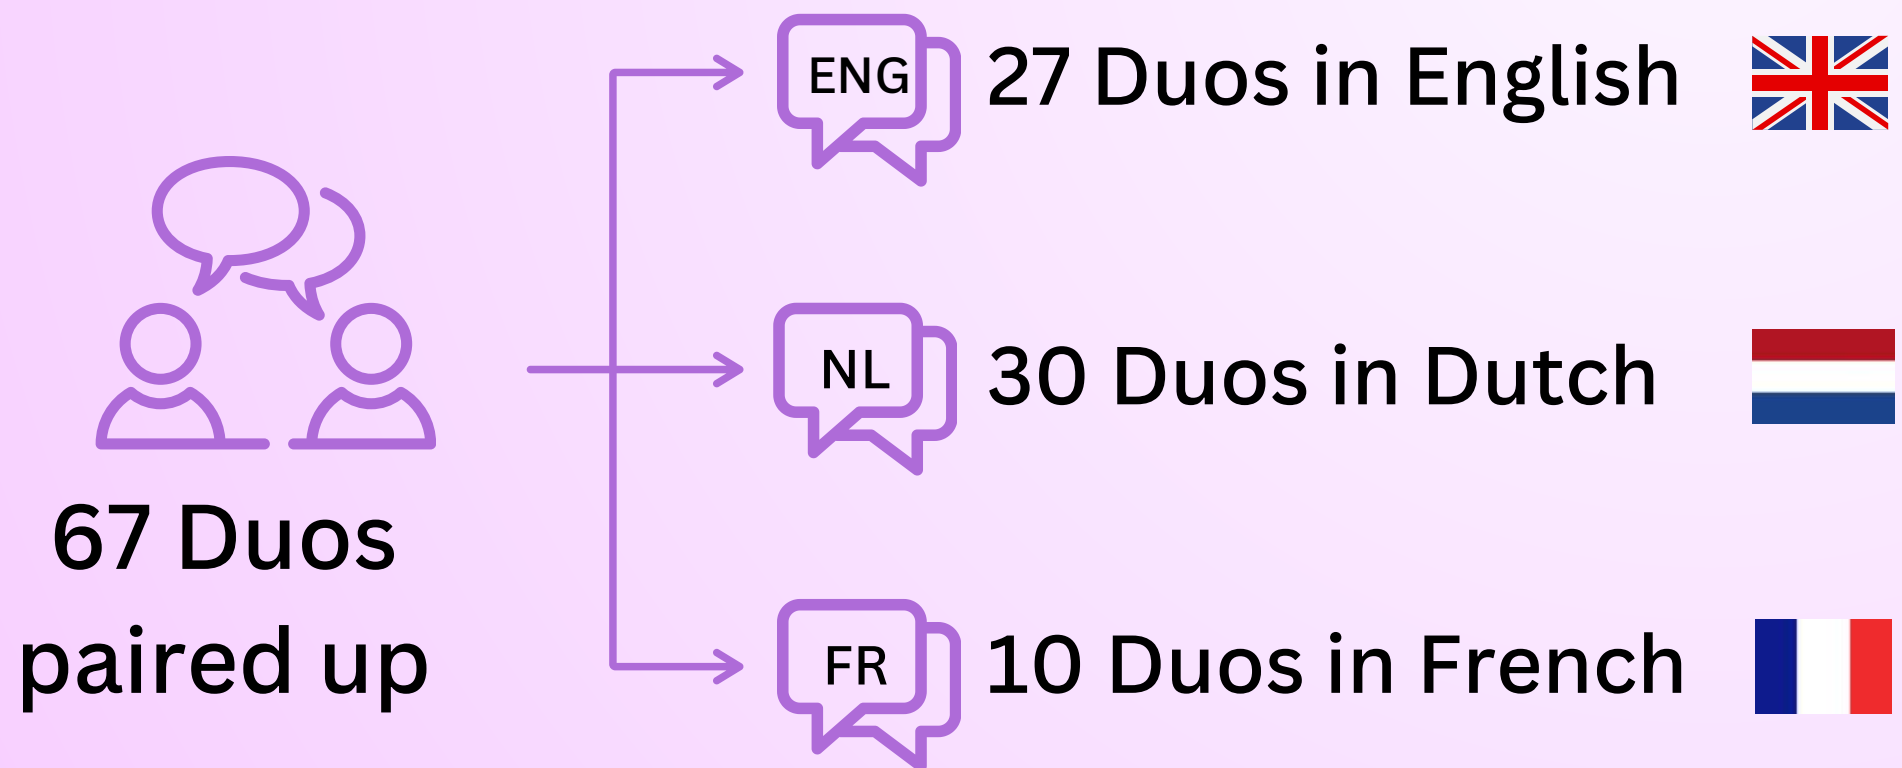 67 Duos
paired up
ENG
27 Duos in English
NL
30 Duos in Dutch
FR
10 Duos in French